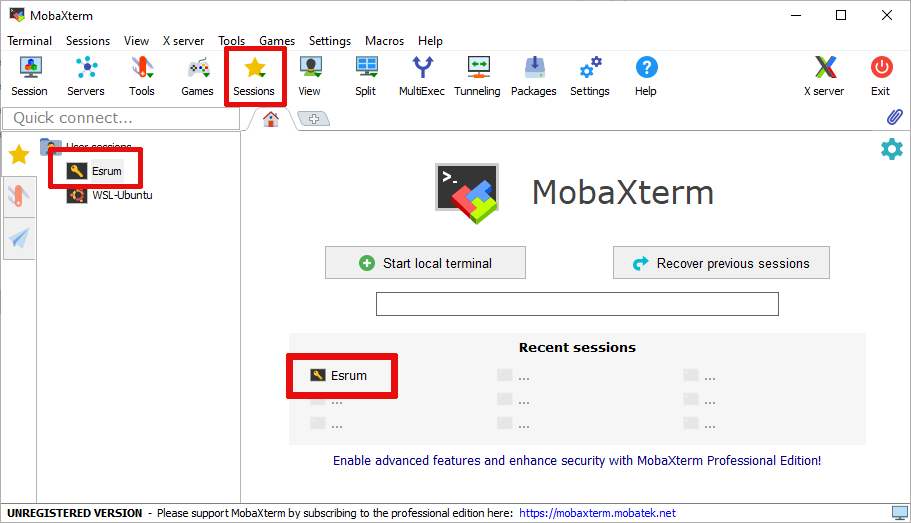 MobaXterm
Terminal Sessions View X server Tools Games Settings Macros Help
Session Servers Tools Games Sessions View Split MultiExec Tunneling Packages Settings Help X server Exit
Quick connect...
User sessions
Esrum
WSL-Ubuntu
>_.
MobaXterm
Start local terminal
Recover previous sessions
Recent sessions
Esrum ... ...
... ... ...
... ... ...
Enable advanced features and enhance security with MobaXterm Professional Edition!
UNREGISTERED VERSION - Please support MobaXterm by subscribing to the professional edition here: https://mobaxterm.mobatek.net